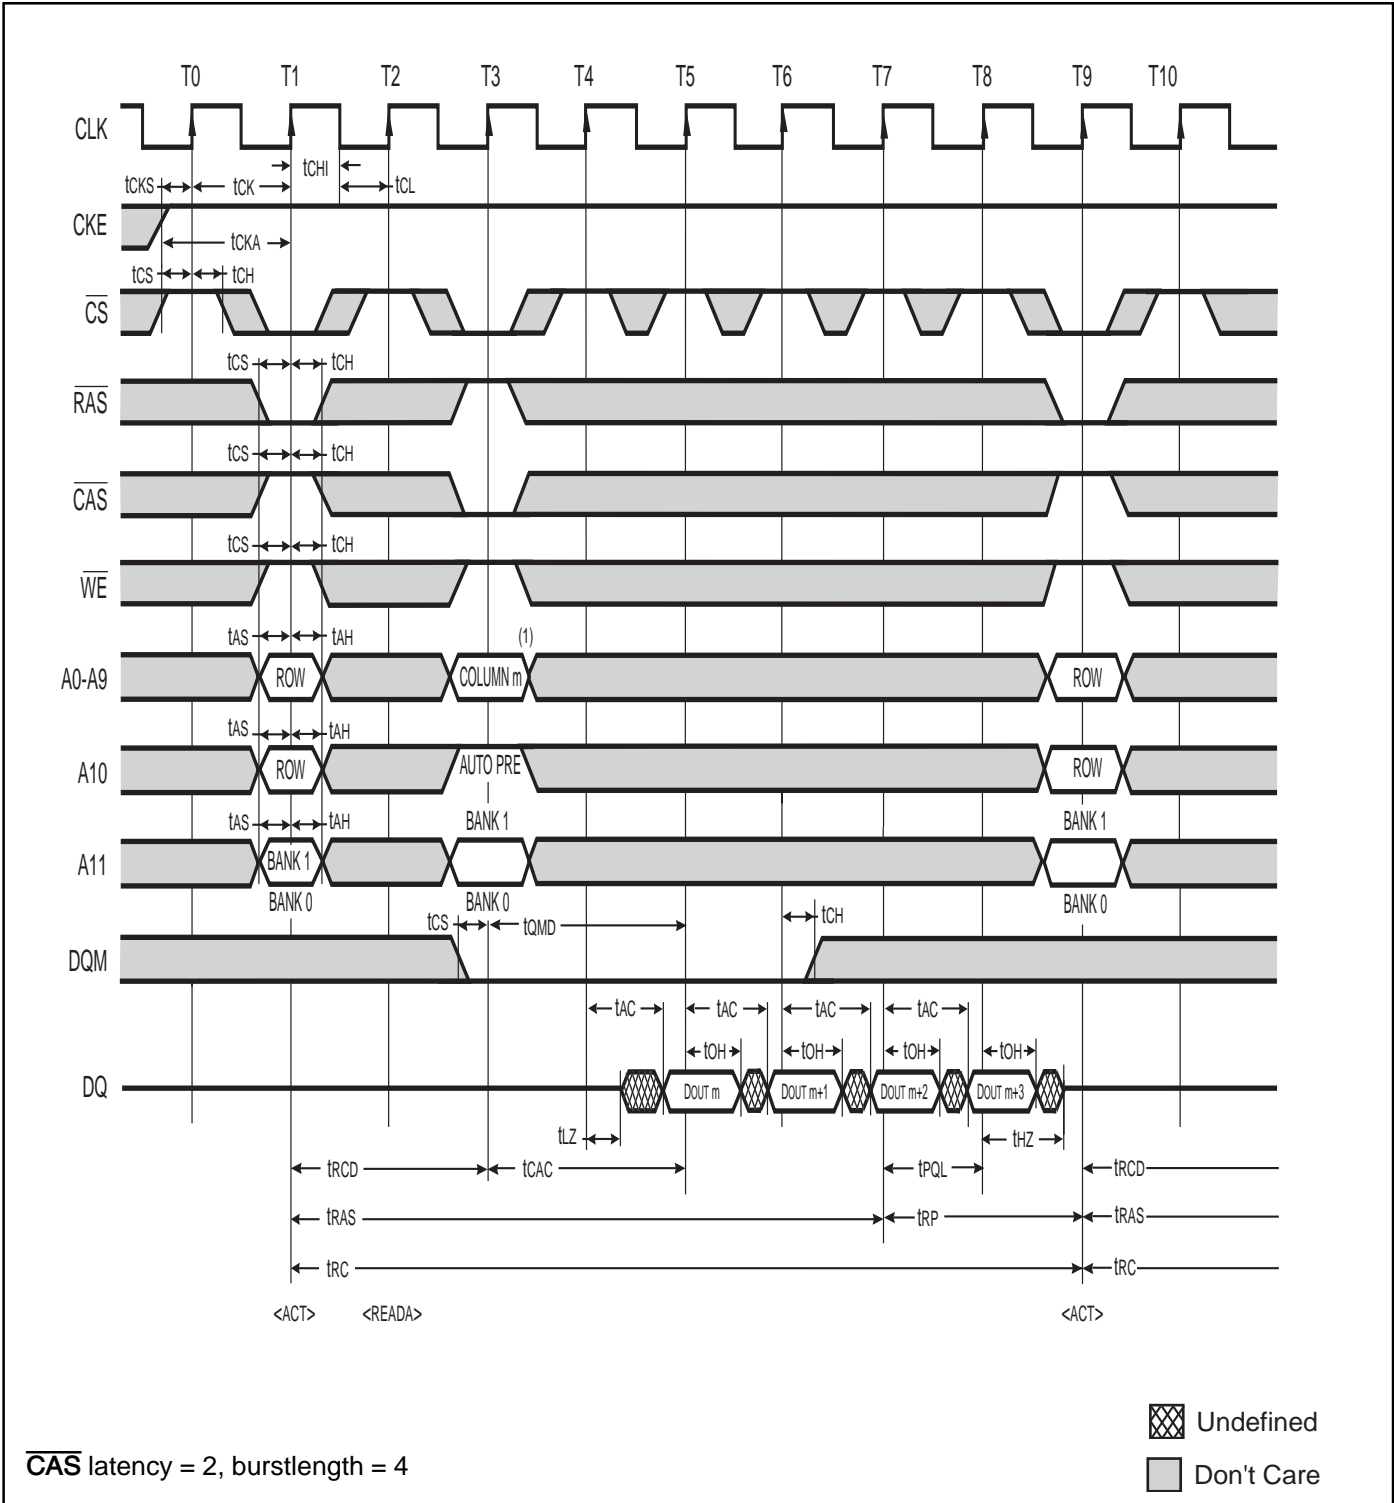 T0 T1 T2 T3 T4 T5 T6 T7 T8 T9 T10
CLK
tCHI
tCKS tCK tCL
CKE
tCKA
tCS tCH
CS
tCS tCH
RAS
tCS tCH
CAS
tCS tCH
WE
tAS tAH (1)
A0-A9 ROW COLUMN m ROW
tAS tAH
A10 ROW AUTO PRE ROW
tAS tAH BANK 1 BANK 1
A11 BANK 1
BANK 0 BANK 0 BANK 0
tCS tQMD tCH
DQM
tAC tAC tAC tAC
tOH tOH tOH tOH
DQ DOUT m DOUT m+1 DOUT m+2 DOUT m+3
tLZ tHZ
tRCD tCAC tPQL tRCD
tRAS tRP tRAS
tRC tRC
<ACT> <READA> <ACT>
Undefined
CAS latency = 2, burstlength = 4
Don't Care